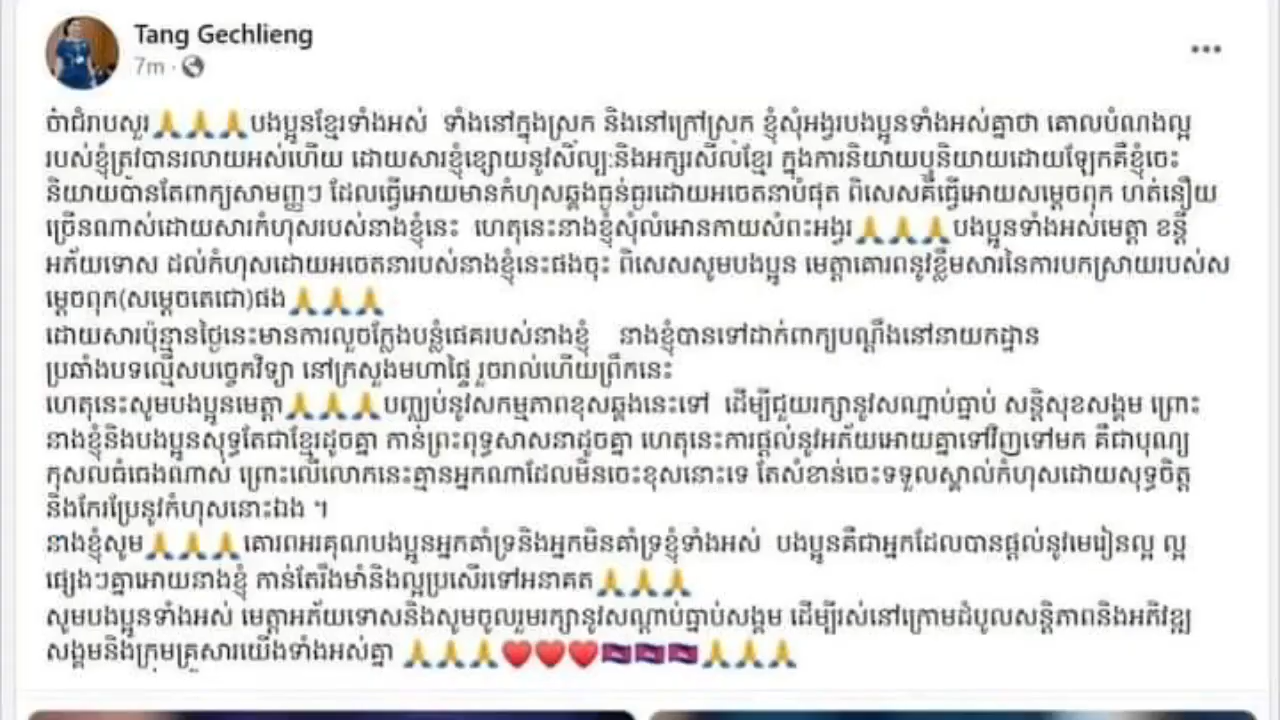 Tang Gechlieng
7m
ច៎ាជំរាបសួរ🙏🙏🙏បងប្អូនខ្មែរទាំងអស់ ទាំងនៅក្នុងស្រុក និងនៅក្រៅស្រុក ខ្ញុំសុំអង្វរបងប្អូនទាំងអស់គ្នាថា គោលបំណងល្អ
របស់ខ្ញុំត្រូវបានរលាយអស់ហើយ ដោយសារខ្ញុំខ្សោយនូវសិល្ប:និងអក្សរសិល្ប៍ខ្មែរ ក្នុងការនិយាយឬនិយាយដោយឡែកគឺខ្ញុំចេះ
និយាយបានតែពាក្យសាមញ្ញៗ ដែលធ្វើអោយមានកំហុសឆ្គងធ្ងន់ធ្ងរដោយអចេតនាបំផុត ពិសេសគឺធ្វើអោយសម្តេចពុក ហត់នឿយ
ច្រើនណាស់ដោយសារកំហុសរបស់នាងខ្ញុំនេះ ហេតុនេះនាងខ្ញុំសុំលំអោនកាយសំពះអង្វរ🙏🙏🙏បងប្អូនទាំងអស់មេត្តា ខន្តី
អភ័យទោស ដល់កំហុសដោយអចេតនារបស់នាងខ្ញុំនេះផងចុះ ពិសេសសូមបងប្អូន មេត្តាគោរពនូវខ្លឹមសារនៃការបកស្រាយរបស់ស
ម្តេចពុក(សម្តេចតេជោ)ផង🙏🙏🙏
ដោយសារប៉ុន្មានថ្ងៃនេះមានការលួចក្លែងបន្លំផេករបស់នាងខ្ញុំ នាងខ្ញុំបានទៅដាក់ពាក្យបណ្តឹងនៅនាយកដ្ឋាន
ប្រឆាំងបទល្មើសបច្ចេកវិទ្យា នៅក្រសួងមហាផ្ទៃ រួចរាល់ហើយព្រឹកនេះ
ហេតុនេះសូមបងប្អូនមេត្តា🙏🙏🙏បញ្ឈប់នូវសកម្មភាពខុសឆ្គងនេះទៅ ដើម្បីជួយរក្សានូវសណ្តាប់ធ្នាប់ សន្តិសុខសង្គម ព្រោះ
នាងខ្ញុំនិងបងប្អូនសុទ្ធតែជាខ្មែរដូចគ្នា កាន់ព្រះពុទ្ធសាសនាដូចគ្នា ហេតុនេះការផ្តល់នូវអភ័យអោយគ្នាទៅវិញទៅមក គឺជាបុណ្យ
កុសលធំធេងណាស់ ព្រោះលើលោកនេះគ្មានអ្នកណាដែលមិនចេះខុសនោះទេ តែសំខាន់ចេះទទួលស្គាល់កំហុសដោយសុទ្ធចិត្ត
និងកែរប្រែនូវកំហុសនោះឯង ។
នាងខ្ញុំសូម🙏🙏🙏គោរពអរគុណបងប្អូនអ្នកគាំទ្រនិងអ្នកមិនគាំទ្រខ្ញុំទាំងអស់ បងប្អូនគឺជាអ្នកដែលបានផ្តល់នូវមេរៀនល្អ ល្អ
ផ្សេងៗគ្នាអោយនាងខ្ញុំ កាន់តែរឹងមាំនិងល្អប្រសើរទៅអនាគត🙏🙏🙏
សូមបងប្អូនទាំងអស់ មេត្តាអភ័យទោសនិងសូមចូលរួមរក្សានូវសណ្តាប់ធ្នាប់សង្គម ដើម្បីរស់នៅក្រោមដំបូលសន្តិភាពនិងអភិវឌ្ឍ
សង្គមនិងក្រុមគ្រួសារយើងទាំងអស់គ្នា 🙏🙏🙏❤️❤️❤️🇰🇭🇰🇭🇰🇭🙏🙏🙏